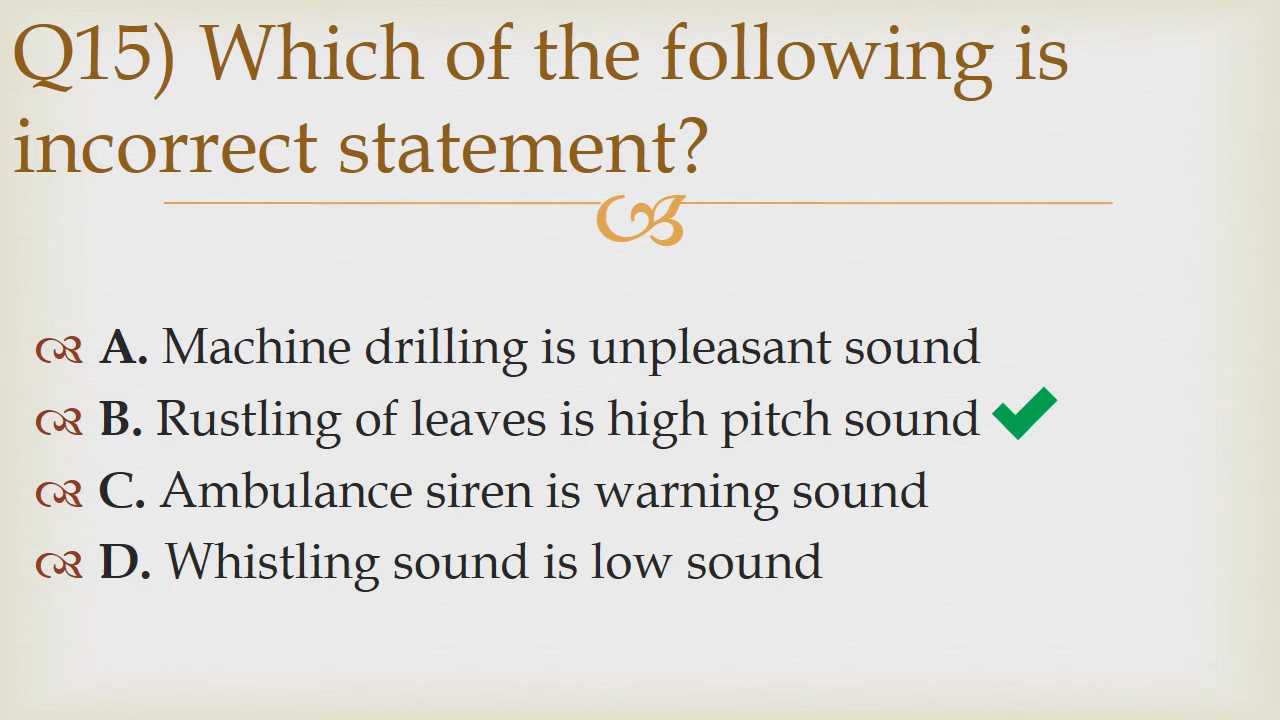 Q15) Which of the following is
incorrect statement?
A. Machine drilling is unpleasant sound
B. Rustling of leaves is high pitch sound
C. Ambulance siren is warning sound
D. Whistling sound is low sound